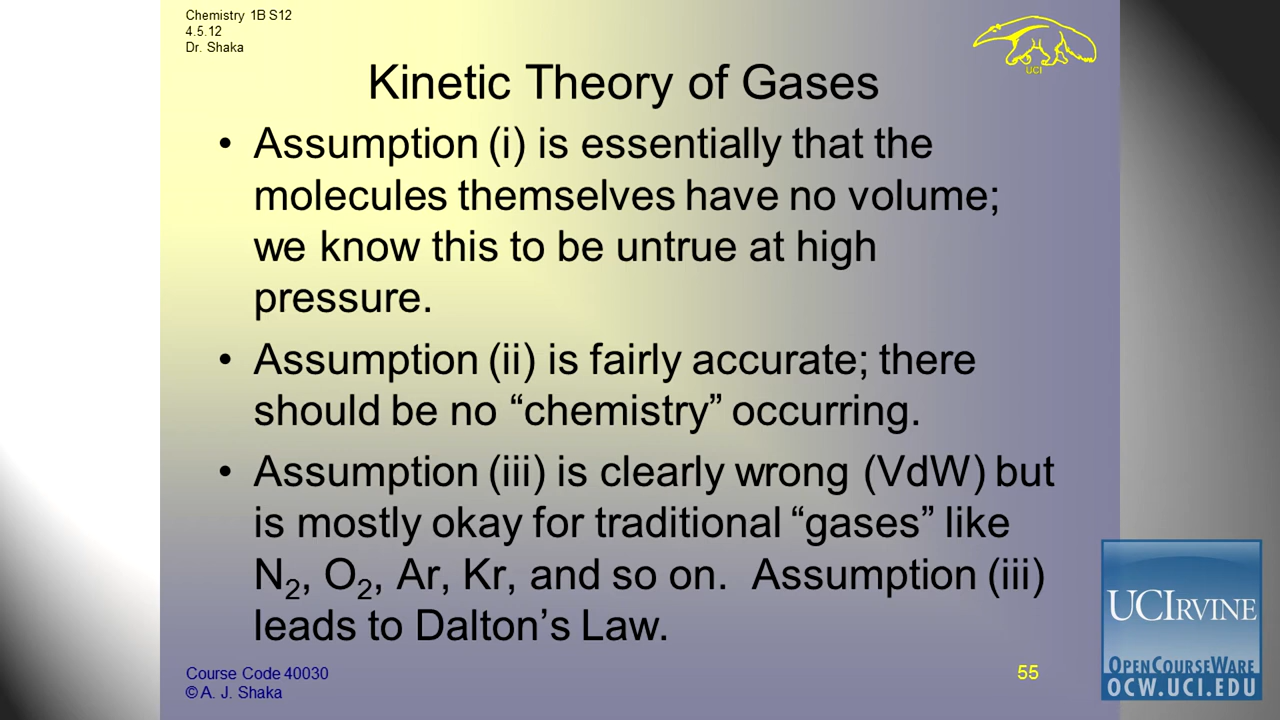 Chemistry 1B S12
4.5.12
Dr. Shaka
UCI
Kinetic Theory of Gases
• Assumption (i) is essentially that the
molecules themselves have no volume;
we know this to be untrue at high
pressure.
• Assumption (ii) is fairly accurate; there
should be no “chemistry” occurring.
• Assumption (iii) is clearly wrong (VdW) but
is mostly okay for traditional “gases” like
N₂, O₂, Ar, Kr, and so on.  Assumption (iii)
leads to Dalton’s Law.
Course Code 40030
© A. J. Shaka
55
UCIRVINE
OPENCOURSEWARE
OCW.UCI.EDU